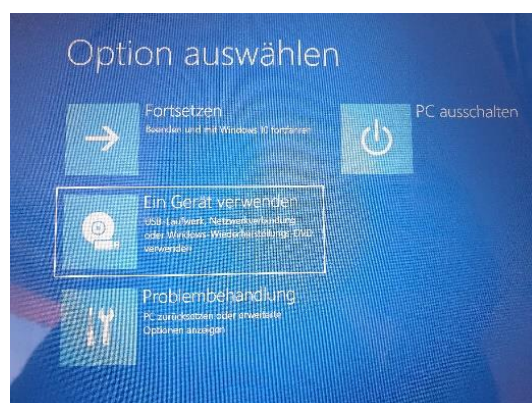 Option auswählen
Fortsetzen
Beenden und mit Windows 10 fortfahren
PC ausschalten
Ein Gerät verwenden
USB-Laufwerk, Netzwerkverbindung
oder Windows-Wiederherstellungs-DVD
verwenden
Problembehandlung
PC zurücksetzen oder erweiterte
Optionen anzeigen